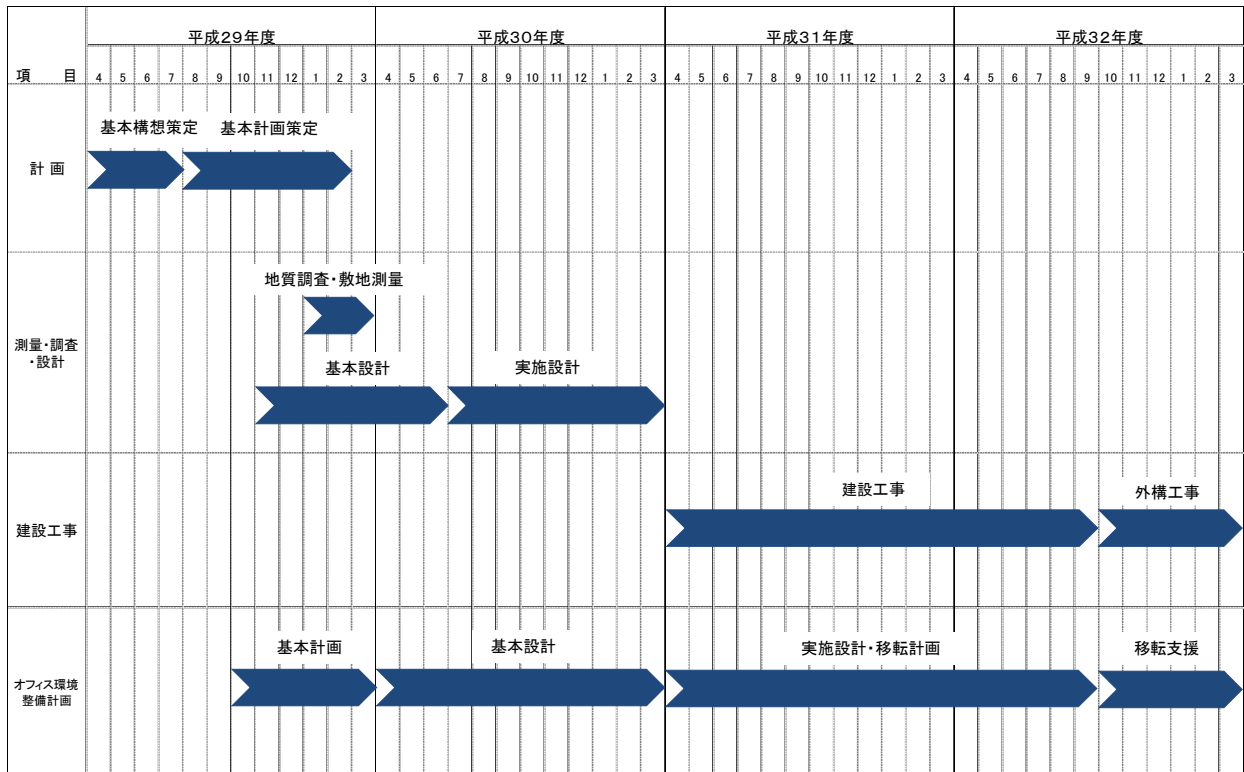 平成29年度 平成30年度 平成31年度 平成32年度
項 目 4 5 6 7 8 9 10 11 12 1 2 3 4 5 6 7 8 9 10 11 12 1 2 3 4 5 6 7 8 9 10 11 12 1 2 3 4 5 6 7 8 9 10 11 12 1 2 3
基本構想策定 基本計画策定
計 画
地質調査・敷地測量
測量・調査
・設計
基本設計 実施設計
建設工事 外構工事
建設工事
基本計画 基本設計 実施設計・移転計画 移転支援
オフィス環境
整備計画